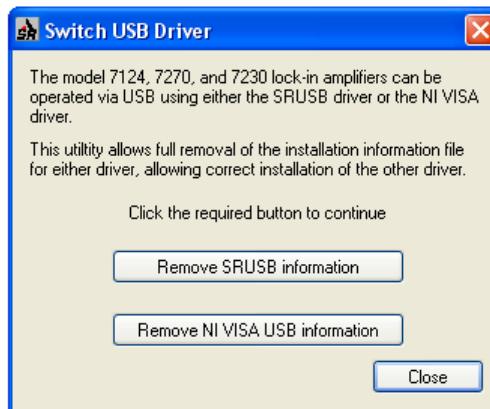 Switch USB Driver
The model 7124, 7270, and 7230 lock-in amplifiers can be
operated via USB using either the SRUSB driver or the NI VISA
driver.
This utiltity allows full removal of the installation information file
for either driver, allowing correct installation of the other driver.
Click the required button to continue
Remove SRUSB information
Remove NI VISA USB information
Close